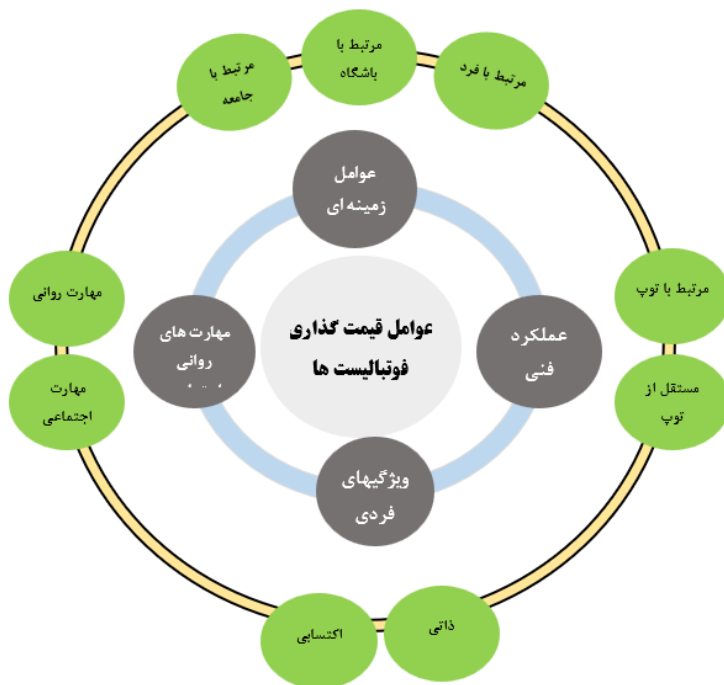 مرتبط با
باشگاه
مرتبط با فرد
مرتبط با
جامعه
عوامل
زمینه ای
مرتبط با توپ
مهارت روانی
عوامل قیمت گذاری
فوتبالیست ها
عملکرد
فنی
مهارت های
روانی
مستقل از
توپ
مهارت
اجتماعی
ویژگیهای
فردی
ذاتی
اکتسابی